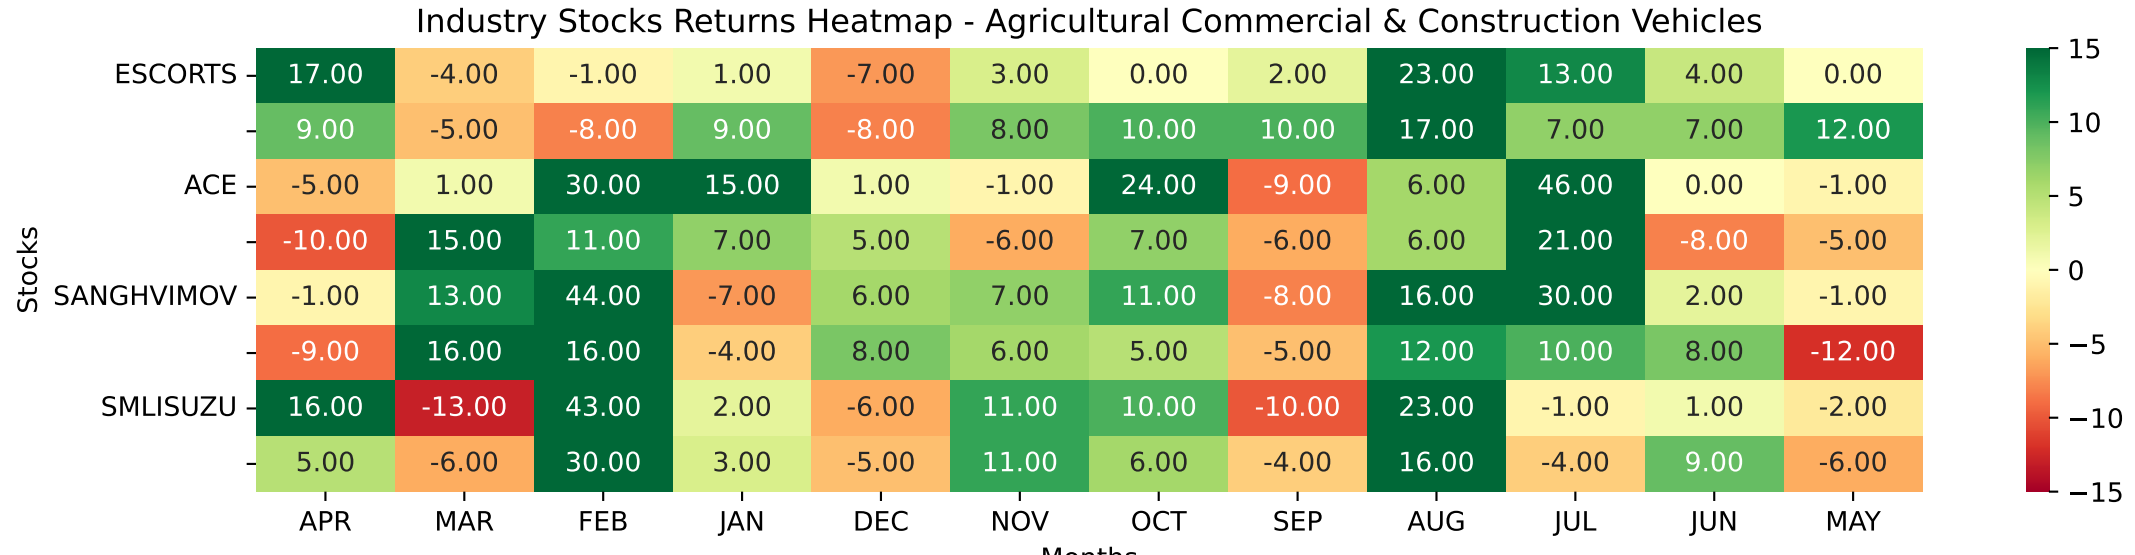 Industry Stocks Returns Heatmap - Agricultural Commercial & Construction Vehicles
ESCORTS 17.00 -4.00 -1.00 1.00 -7.00 3.00 0.00 2.00 23.00 13.00 4.00 0.00
9.00 -5.00 -8.00 9.00 -8.00 8.00 10.00 10.00 17.00 7.00 7.00 12.00
ACE -5.00 1.00 30.00 15.00 1.00 -1.00 24.00 -9.00 6.00 46.00 0.00 -1.00
-10.00 15.00 11.00 7.00 5.00 -6.00 7.00 -6.00 6.00 21.00 -8.00 -5.00
SANGHVIMOV -1.00 13.00 44.00 -7.00 6.00 7.00 11.00 -8.00 16.00 30.00 2.00 -1.00
-9.00 16.00 16.00 -4.00 8.00 6.00 5.00 -5.00 12.00 10.00 8.00 -12.00
SMLISUZU 16.00 -13.00 43.00 2.00 -6.00 11.00 10.00 -10.00 23.00 -1.00 1.00 -2.00
5.00 -6.00 30.00 3.00 -5.00 11.00 6.00 -4.00 16.00 -4.00 9.00 -6.00
APR MAR FEB JAN DEC NOV OCT SEP AUG JUL JUN MAY
Months
Stocks
15
10
5
0
−5
−10
−15